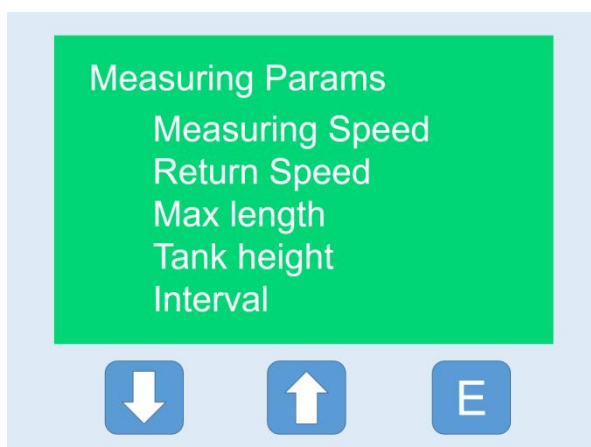 Measuring Params
Measuring Speed
Return Speed
Max length
Tank height
Interval
E